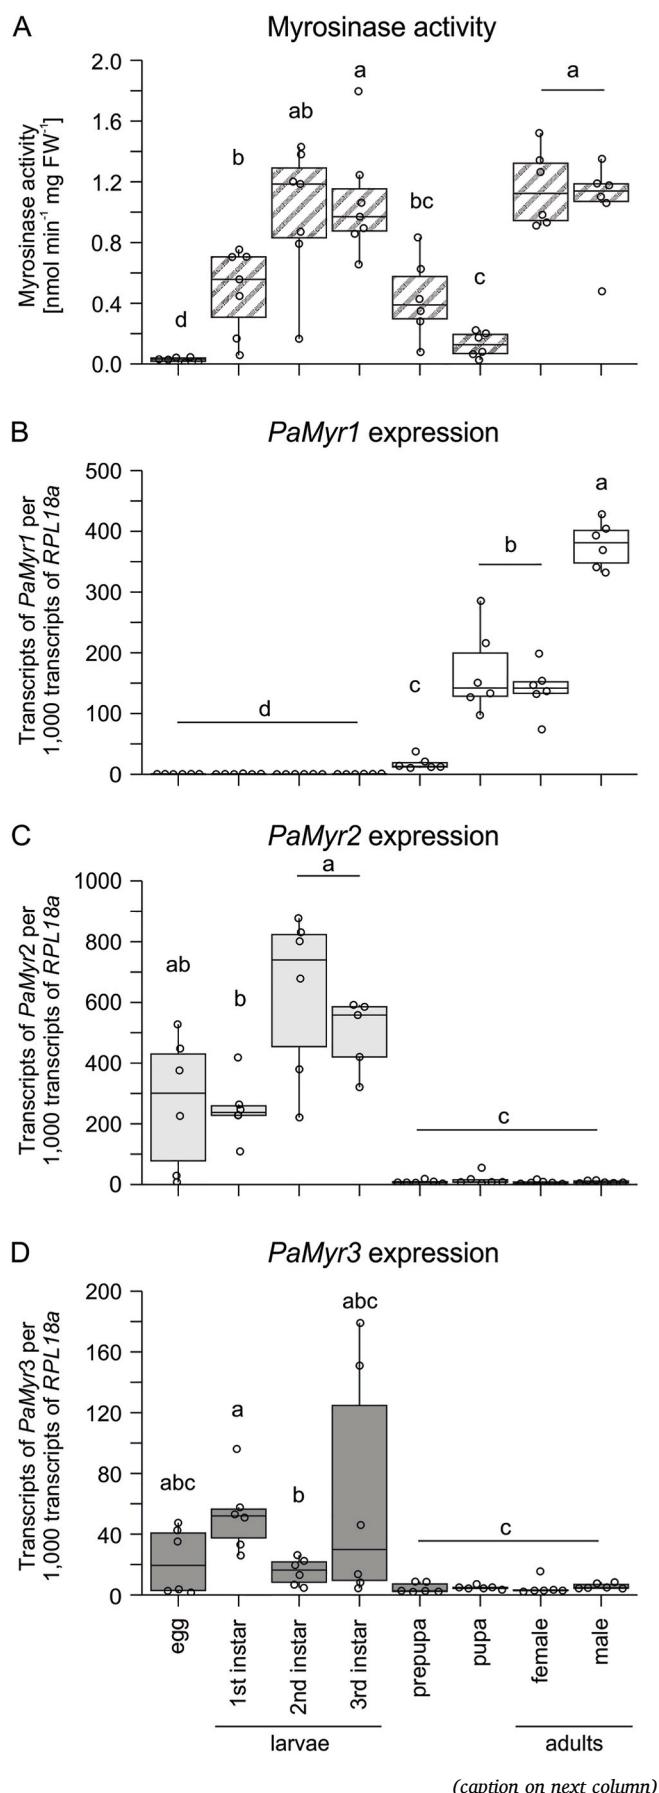 A Myrosinase activity
Myrosinase activity
[nmol min⁻¹ mg FW⁻¹]
2.0
1.6
1.2
0.8
0.4
0.0
d
b
ab
a
bc
c
a
B PaMyr1 expression
Transcripts of PaMyr1 per
1,000 transcripts of RPL18a
500
400
300
200
100
0
d
c
b
a
C PaMyr2 expression
Transcripts of PaMyr2 per
1,000 transcripts of RPL18a
1000
800
600
400
200
0
ab
b
a
c
D PaMyr3 expression
Transcripts of PaMyr3 per
1,000 transcripts of RPL18a
200
160
120
80
40
0
abc
a
b
abc
c
egg
1st instar
2nd instar
3rd instar
prepupa
pupa
female
male
larvae
adults
(caption on next column)